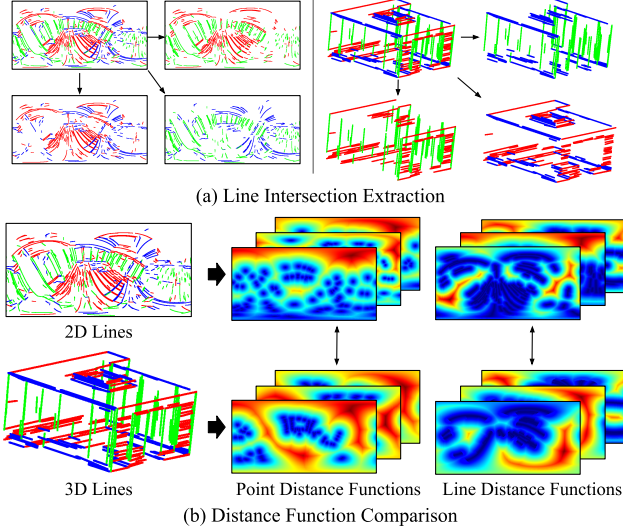 (a) Line Intersection Extraction
2D Lines
3D Lines
Point Distance Functions
Line Distance Functions
(b) Distance Function Comparison